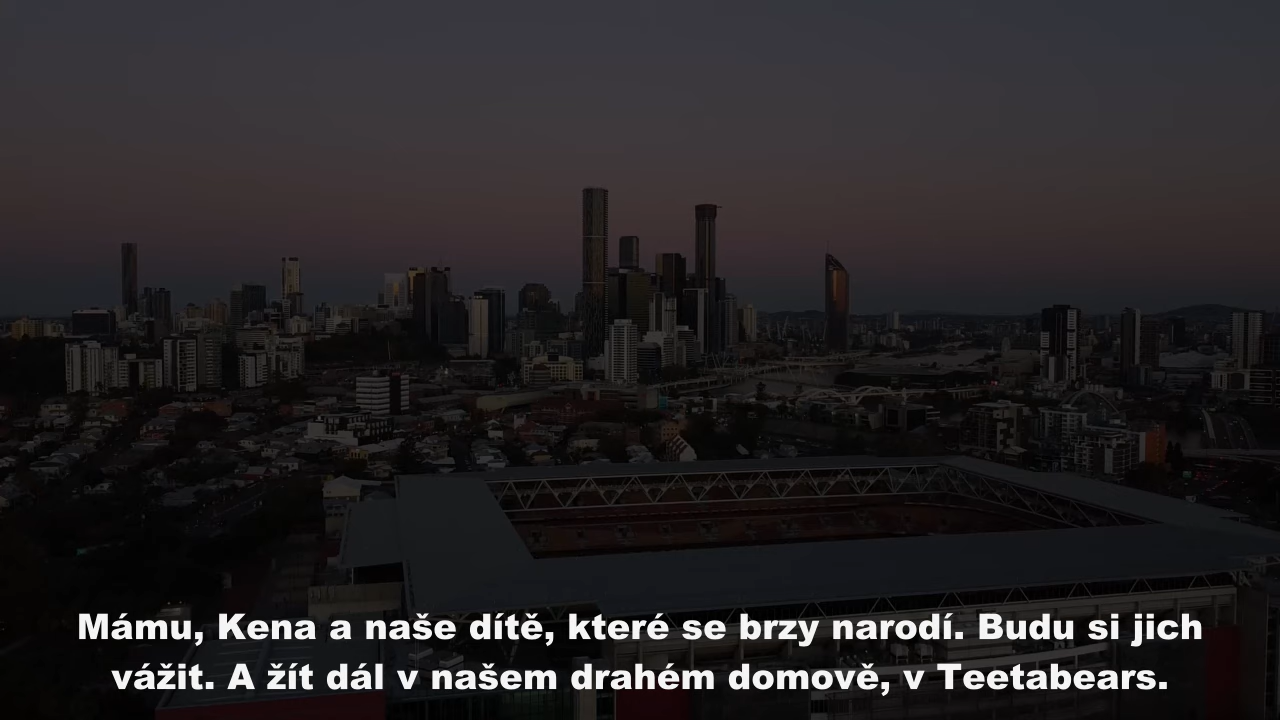 Mámu, Kena a naše dítě, které se brzy narodí. Budu si jich
vážit. A žít dál v našem drahém domově, v Teetabears.